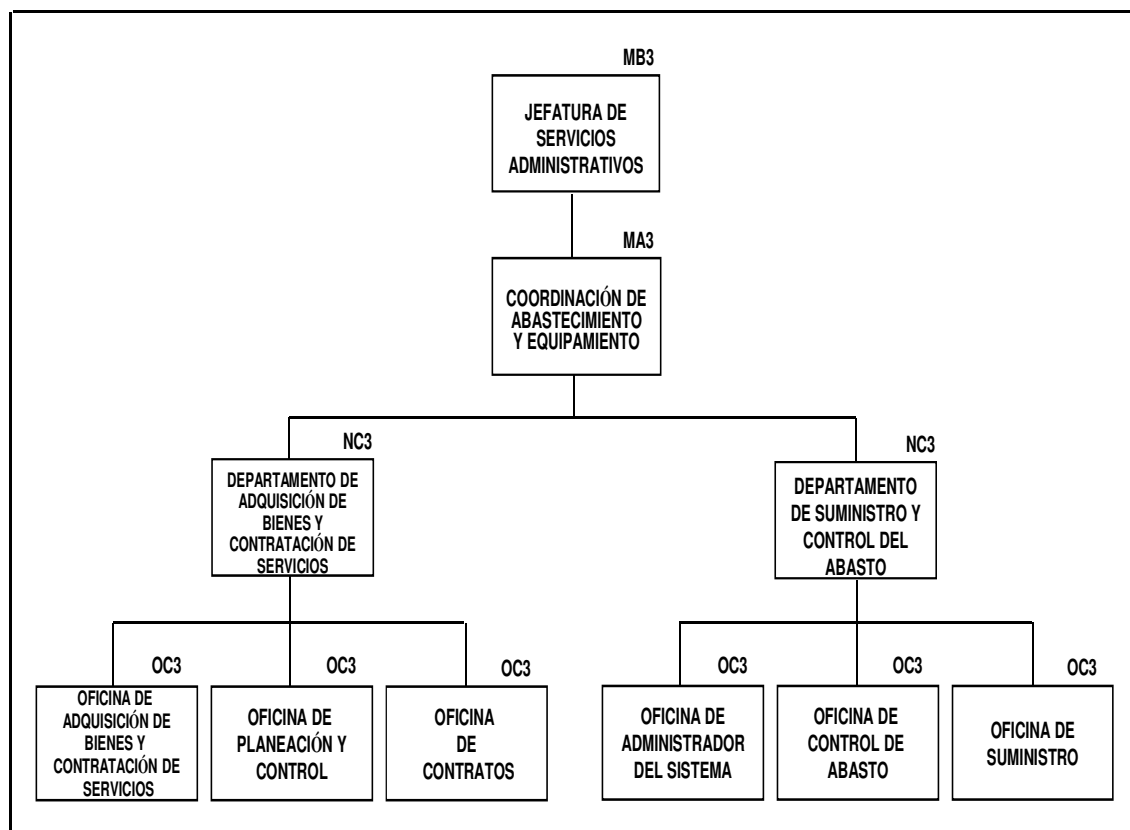 MB3
JEFATURA DE
SERVICIOS
ADMINISTRATIVOS
MA3
COORDINACIÓN DE
ABASTECIMIENTO
Y EQUIPAMIENTO
NC3
DEPARTAMENTO DE
ADQUISICIÓN DE
BIENES Y
CONTRATACIÓN DE
SERVICIOS
NC3
DEPARTAMENTO
DE SUMINISTRO Y
CONTROL DEL
ABASTO
OC3
OFICINA DE
ADQUISICIÓN DE
BIENES Y
CONTRATACIÓN DE
SERVICIOS
OC3
OFICINA DE
PLANEACIÓN Y
CONTROL
OC3
OFICINA
DE
CONTRATOS
OC3
OFICINA DE
ADMINISTRADOR
DEL SISTEMA
OC3
OFICINA DE
CONTROL DE
ABASTO
OC3
OFICINA DE
SUMINISTRO